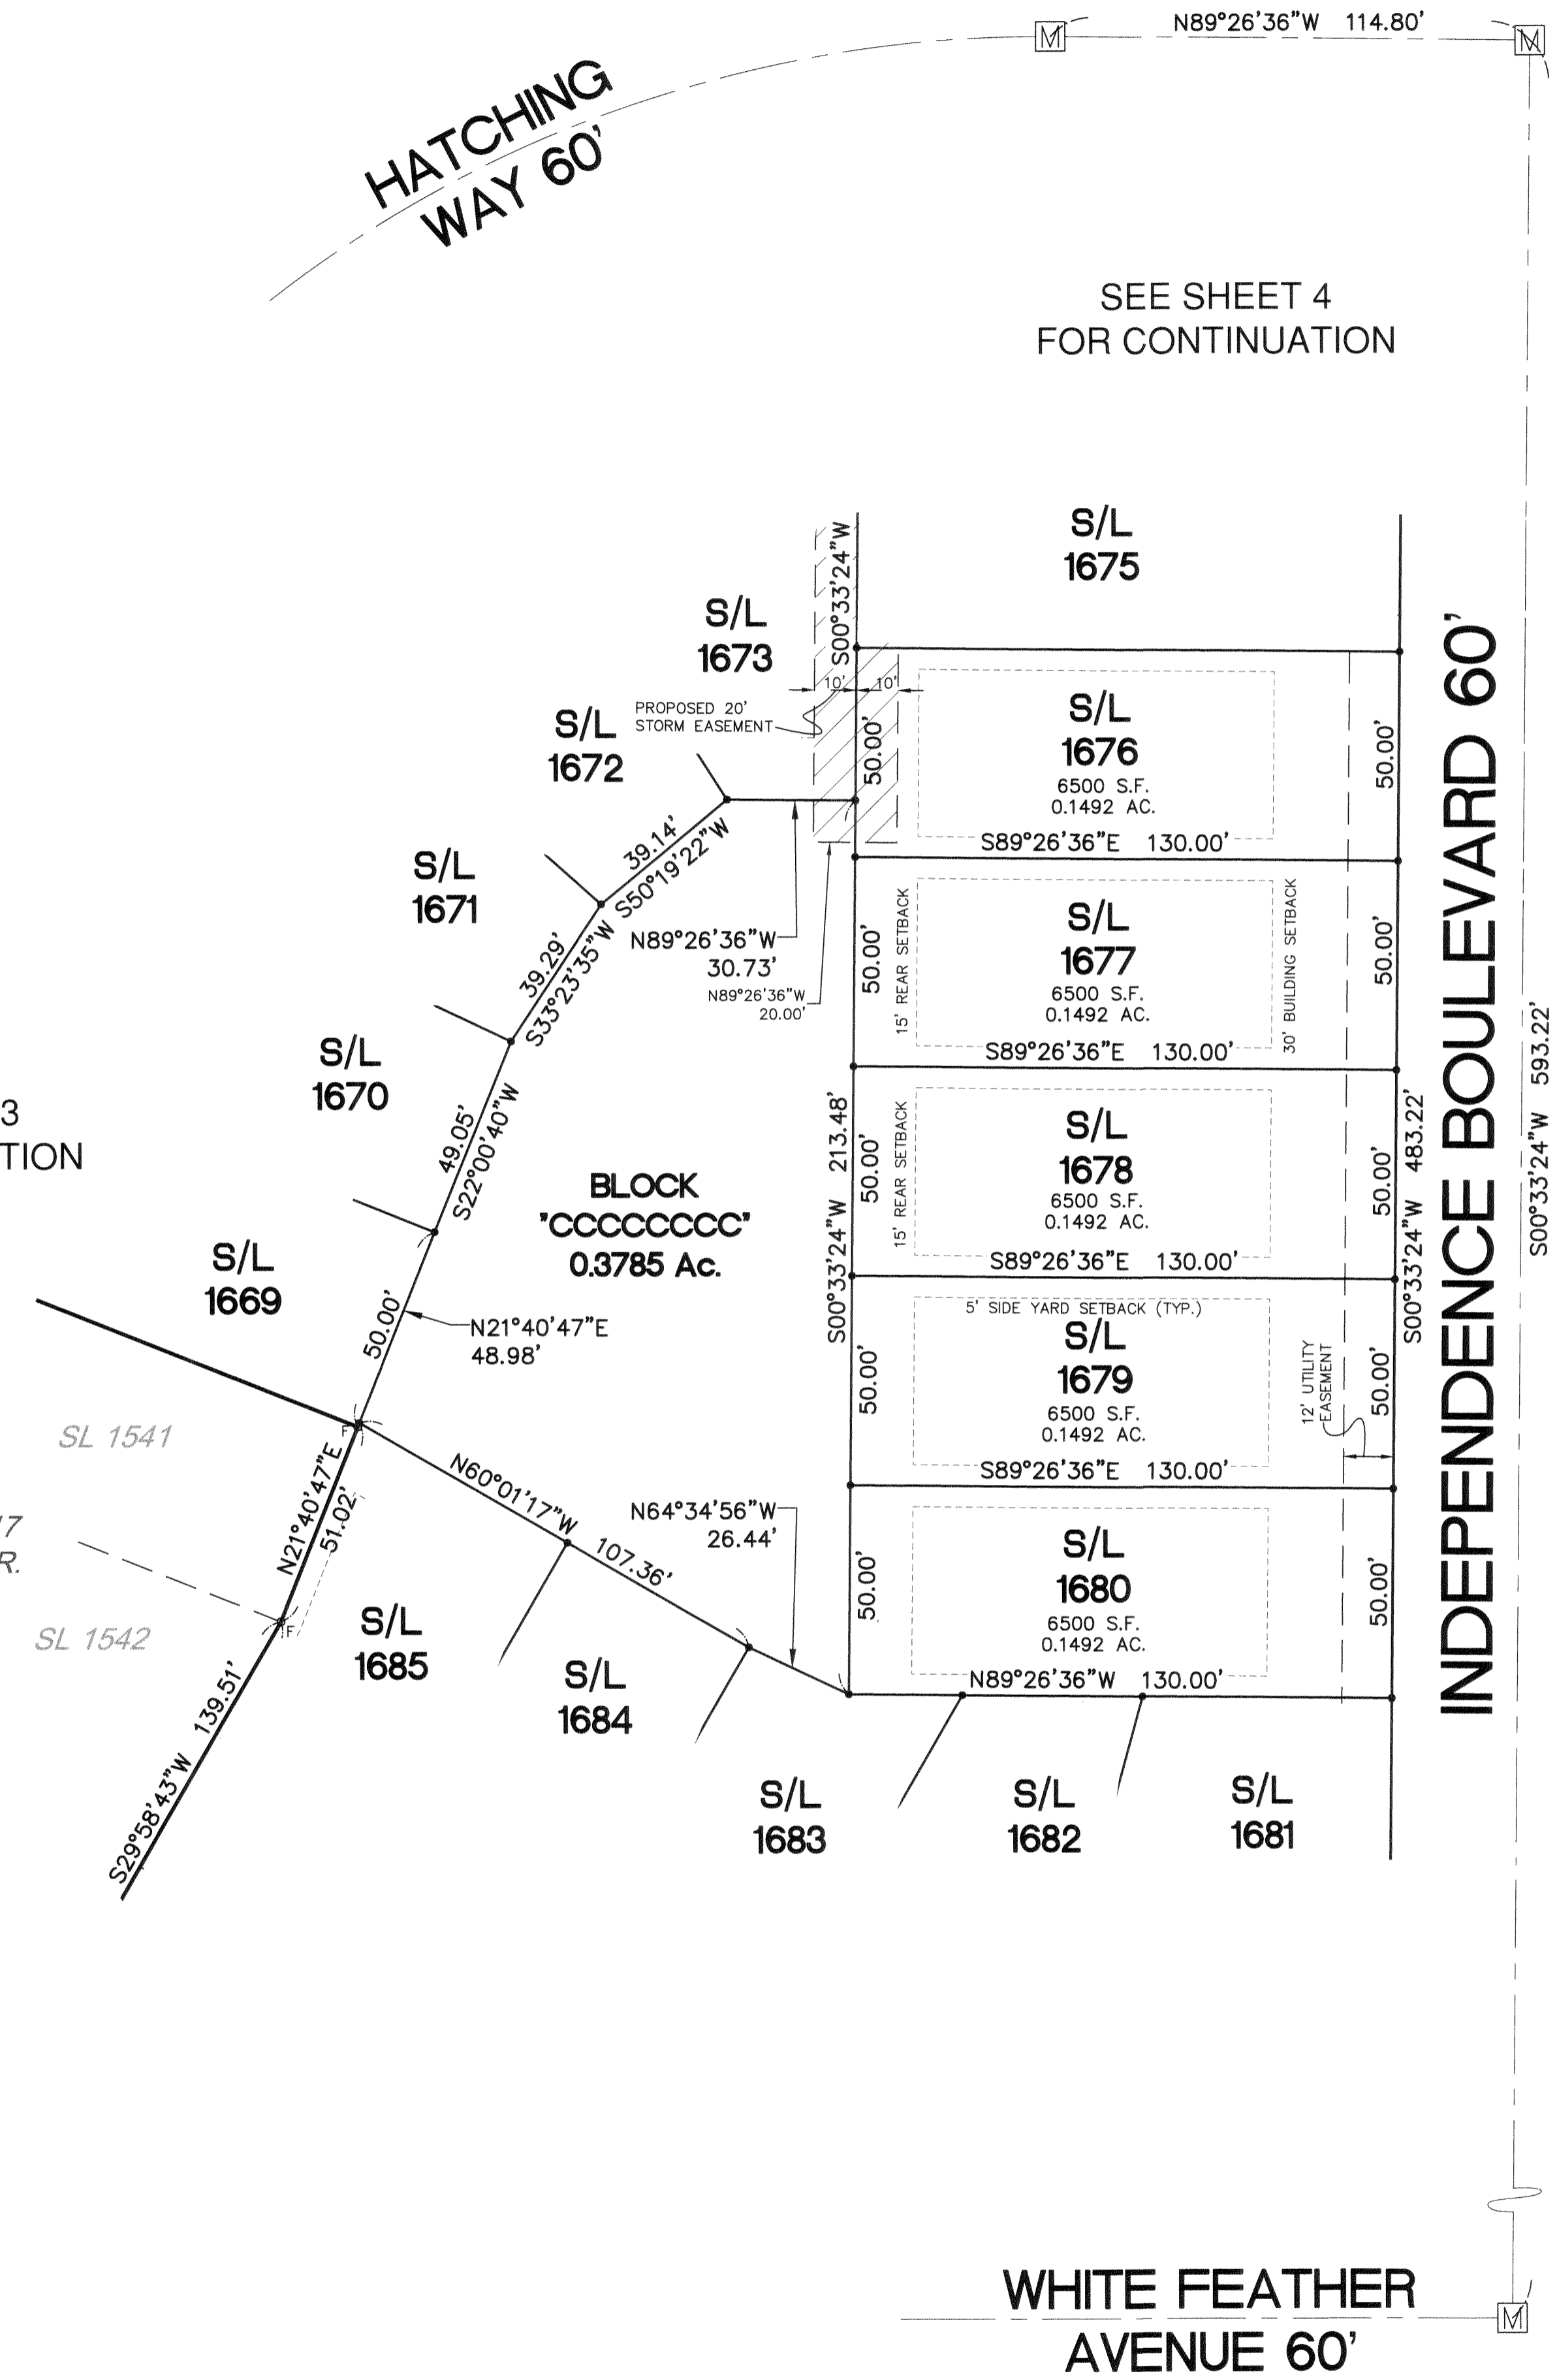 N89°26'36"W 114.80'
M
M
HATCHING
WAY 60'
SEE SHEET 4
FOR CONTINUATION
S/L
1675
S00°33'24"W
S/L
1673
10'
10'
PROPOSED 20'
STORM EASEMENT
S/L
1672
50.00'
S/L
1676
6500 S.F.
0.1492 AC.
50.00'
S89°26'36"E 130.00'
39.14'
S50°19'22"W
S/L
1671
39.29'
S33°23'35"W
N89°26'36"W
30.73'
N89°26'36"W
20.00'
50.00'
15' REAR SETBACK
S/L
1677
6500 S.F.
0.1492 AC.
30' BUILDING SETBACK
50.00'
S89°26'36"E 130.00'
S/L
1670
49.05'
S22°00'40"W
3
TION
S00°33'24"W 213.48'
50.00'
15' REAR SETBACK
S/L
1678
6500 S.F.
0.1492 AC.
50.00'
S89°26'36"E 130.00'
S00°33'24"W 483.22'
INDEPENDENCE BOULEVARD 60'
S00°33'24"W 593.22'
BLOCK
"CCCCCCCC"
0.3785 Ac.
S/L
1669
50.00'
N21°40'47"E
48.98'
50.00'
5' SIDE YARD SETBACK (TYP.)
S/L
1679
6500 S.F.
0.1492 AC.
12' UTILITY
EASEMENT
50.00'
S89°26'36"E 130.00'
SL 1541
F
N21°40'47"E
51.02'
N60°01'17"W 107.36'
N64°34'56"W
26.44'
17
R.
50.00'
S/L
1680
6500 S.F.
0.1492 AC.
50.00'
N89°26'36"W 130.00'
SL 1542
F
S/L
1685
S/L
1684
S29°58'43"W 139.51'
S/L
1683
S/L
1682
S/L
1681
WHITE FEATHER
AVENUE 60'
M